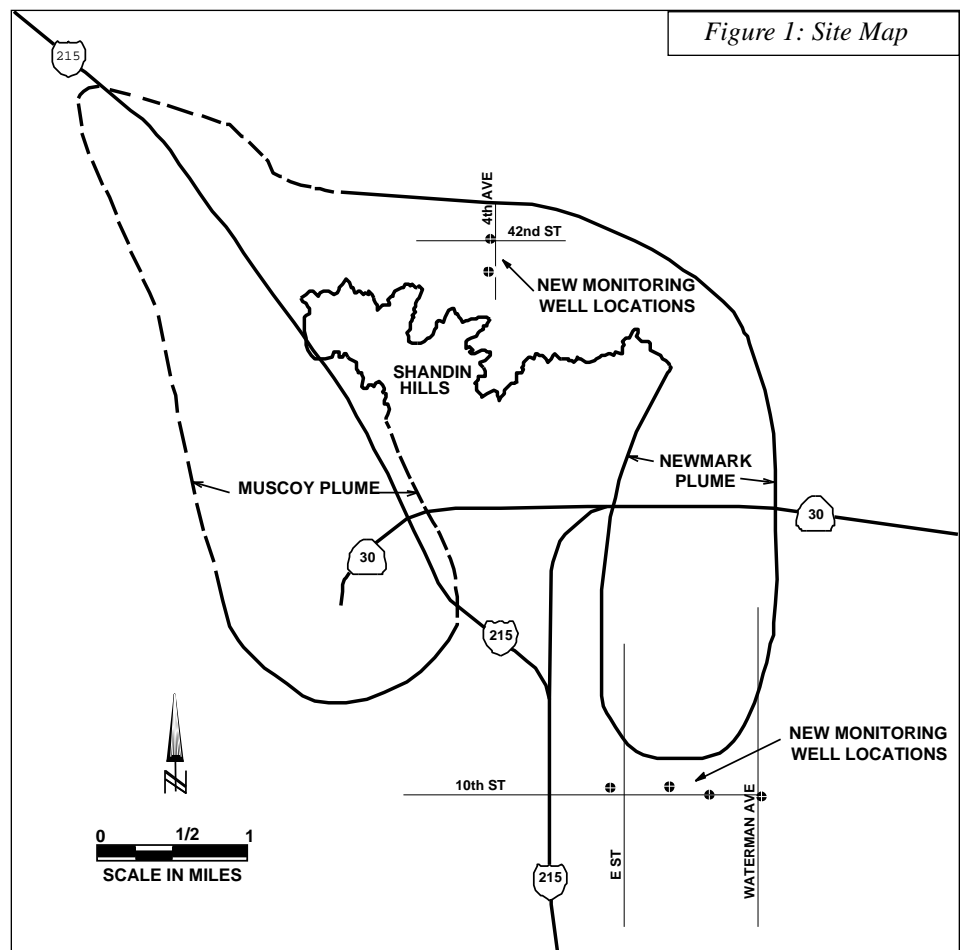 Figure 1: Site Map
215
4th AVE
42nd ST
NEW MONITORING
WELL LOCATIONS
SHANDIN
HILLS
NEWMARK
PLUME
MUSCOY PLUME
30
30
215
NEW MONITORING
WELL LOCATIONS
N
10th ST
0 1/2 1
SCALE IN MILES
215
E ST
WATERMAN AVE